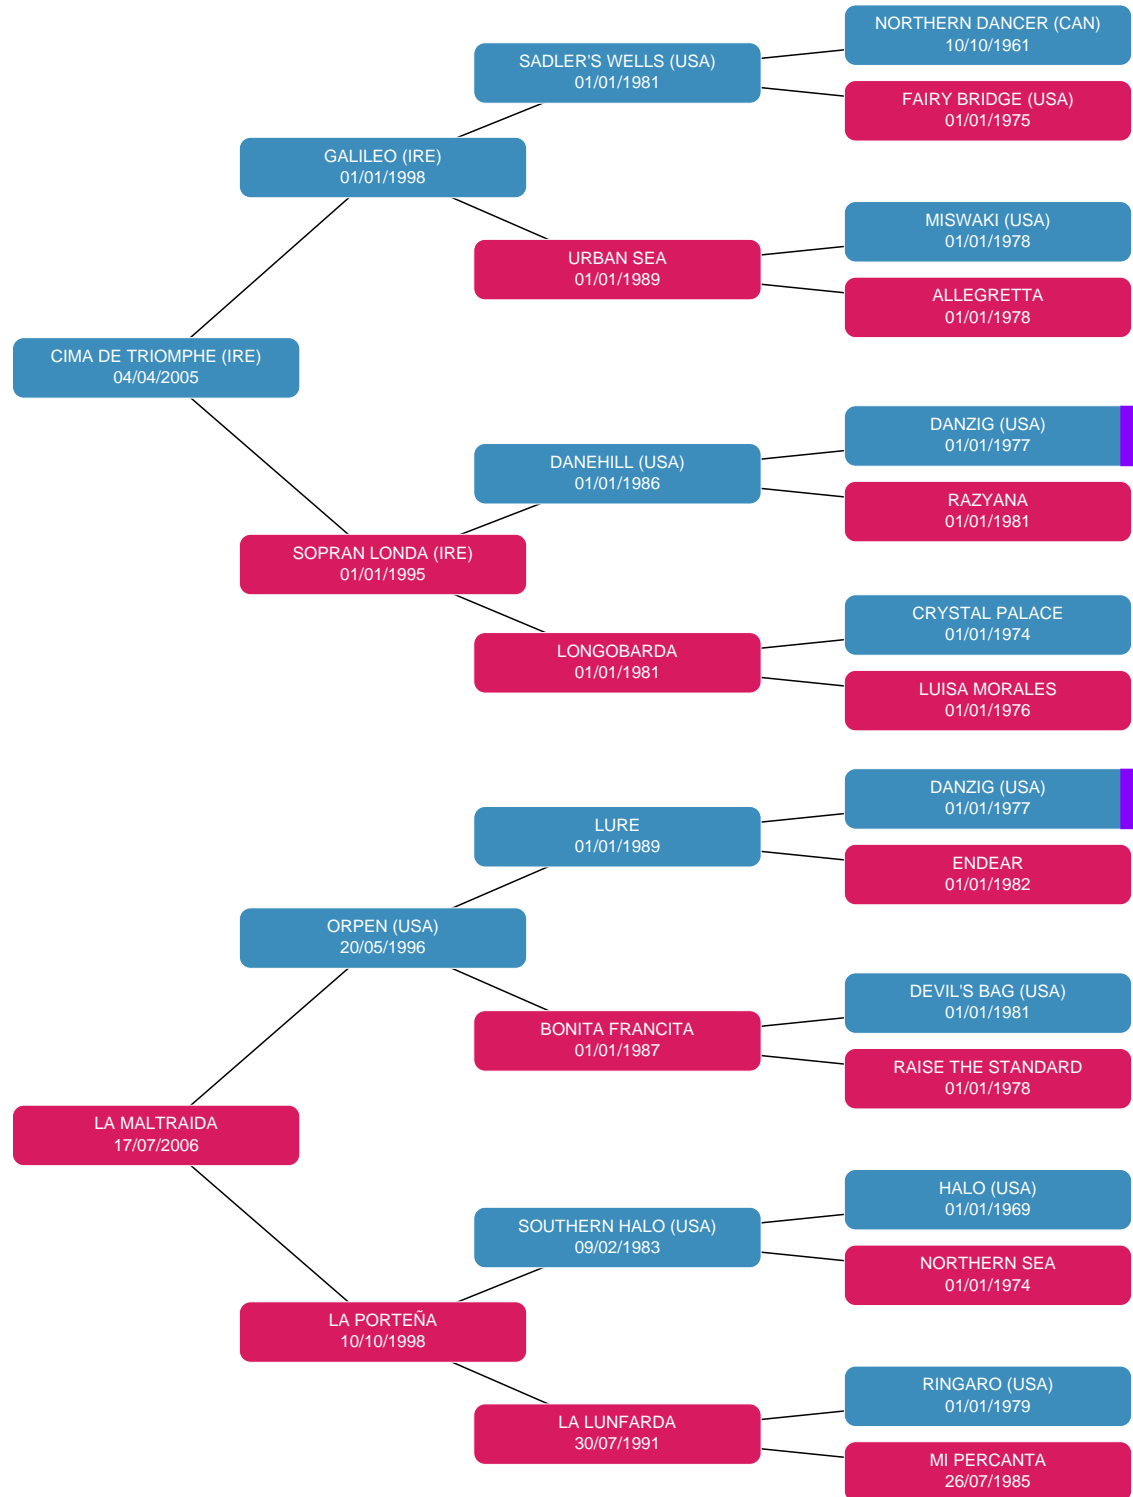 NORTHERN DANCER (CAN)
10/10/1961
SADLER'S WELLS (USA)
01/01/1981
FAIRY BRIDGE (USA)
01/01/1975
GALILEO (IRE)
01/01/1998
MISWAKI (USA)
01/01/1978
URBAN SEA
01/01/1989
ALLEGRETTA
01/01/1978
CIMA DE TRIOMPHE (IRE)
04/04/2005
DANZIG (USA)
01/01/1977
DANEHILL (USA)
01/01/1986
RAZYANA
01/01/1981
SOPRAN LONDA (IRE)
01/01/1995
CRYSTAL PALACE
01/01/1974
LONGOBARDA
01/01/1981
LUISA MORALES
01/01/1976
DANZIG (USA)
01/01/1977
LURE
01/01/1989
ENDEAR
01/01/1982
ORPEN (USA)
20/05/1996
DEVIL'S BAG (USA)
01/01/1981
BONITA FRANCITA
01/01/1987
RAISE THE STANDARD
01/01/1978
LA MALTRAIDA
17/07/2006
HALO (USA)
01/01/1969
SOUTHERN HALO (USA)
09/02/1983
NORTHERN SEA
01/01/1974
LA PORTEÑA
10/10/1998
RINGARO (USA)
01/01/1979
LA LUNFARDA
30/07/1991
MI PERCANTA
26/07/1985